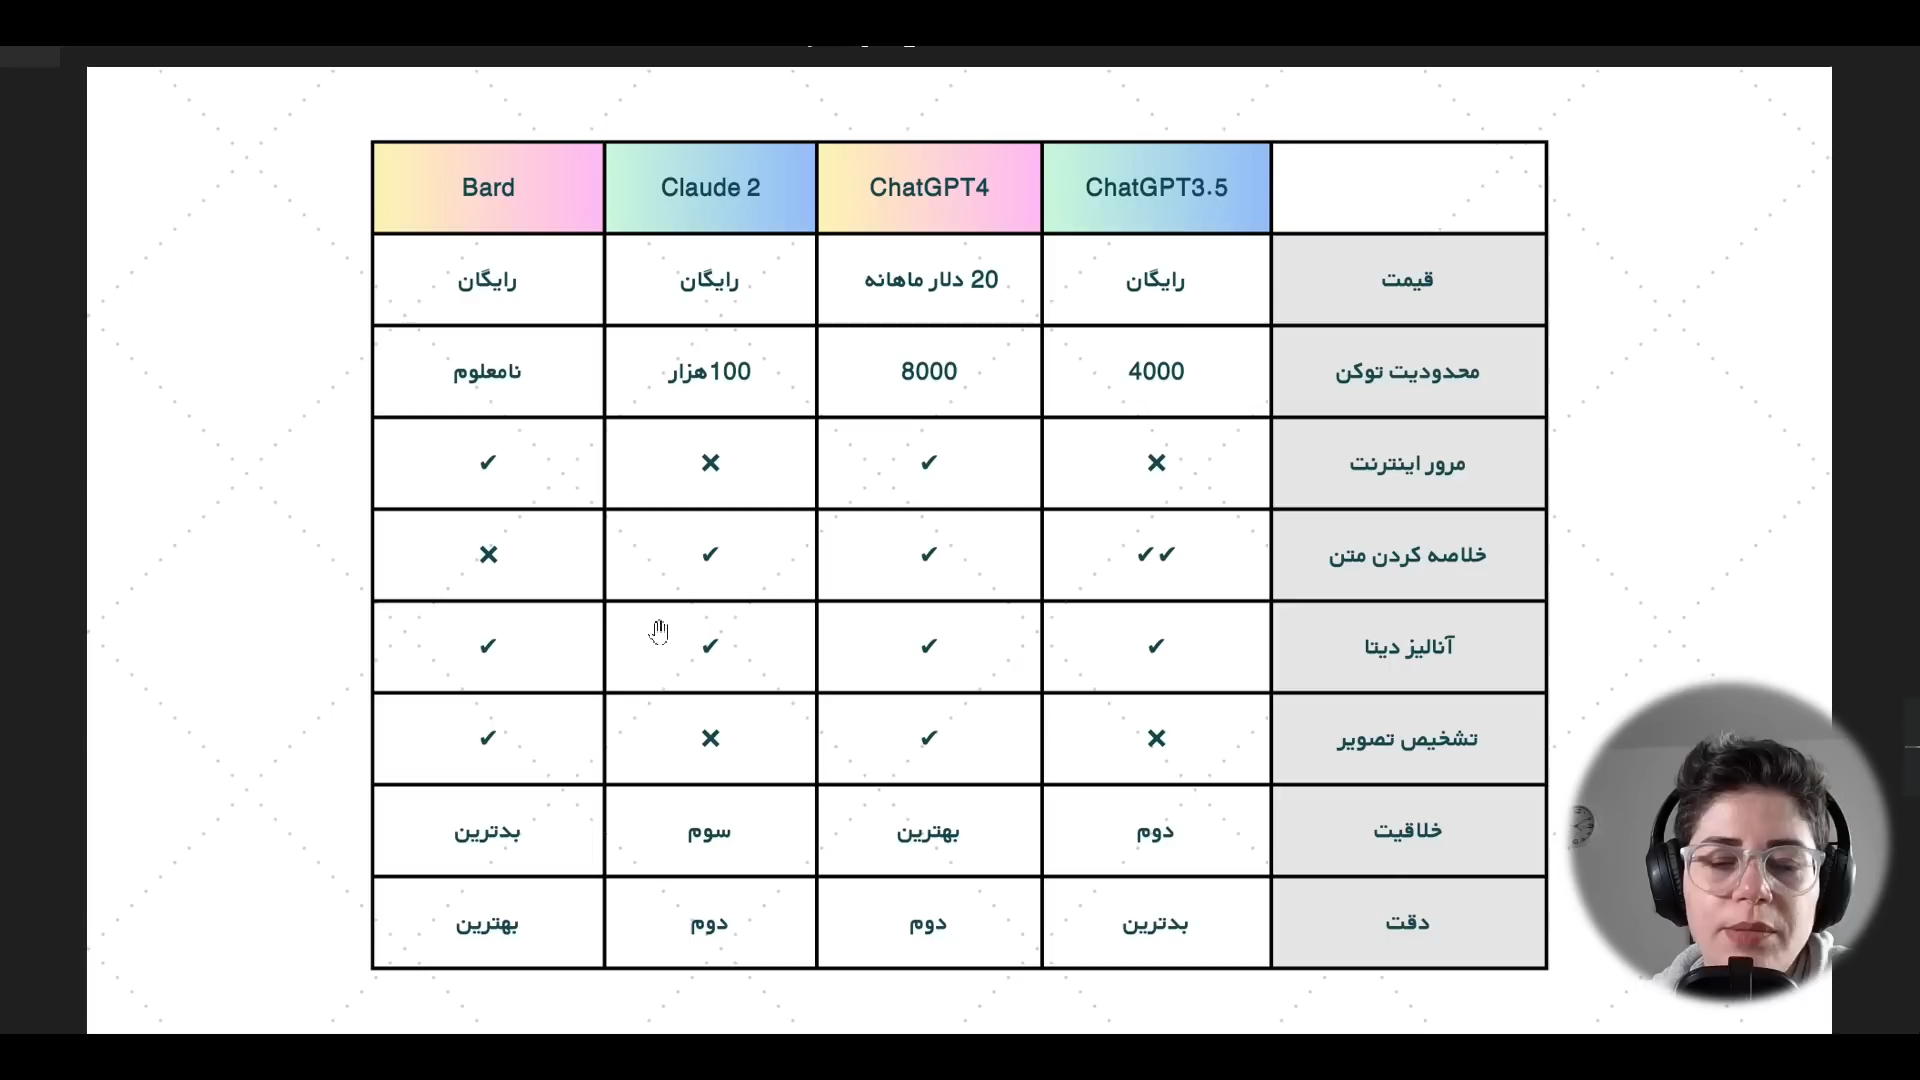 ChatGPT3.5 ChatGPT4 Claude 2 Bard
قیمت رایگان 20 دلار ماهانه رایگان رایگان
محدودیت توکن 4000 8000 100هزار نامعلوم
مرور اینترنت ✖ ✔ ✖ ✔
خلاصه کردن متن ✔✔ ✔ ✔ ✖
آنالیز دیتا ✔ ✔ ✔ ✔
تشخیص تصویر ✖ ✔ ✖ ✔
خلاقیت دوم بهترین سوم بدترین
دقت بدترین دوم دوم بهترین